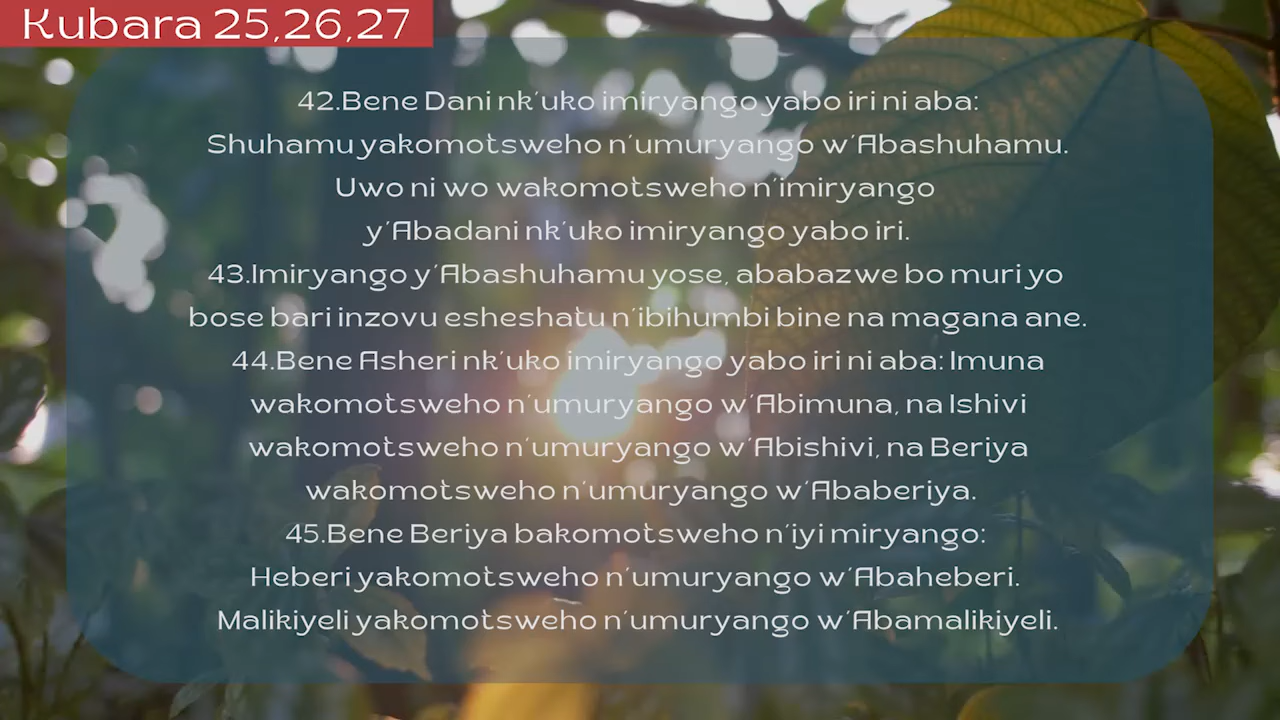 Kubara 25,26,27
42.Bene Dani nk'uko imiryango yabo iri ni aba:
Shuhamu yakomotsweho n'umuryango w'Abashuhamu.
Uwo ni wo wakomotsweho n'imiryango
y'Abadani nk'uko imiryango yabo iri.
43.Imiryango y'Abashuhamu yose, ababazwe bo muri yo
bose bari inzovu esheshatu n'ibihumbi bine na magana ane.
44.Bene Asheri nk'uko imiryango yabo iri ni aba: Imuna
wakomotsweho n'umuryango w'Abimuna, na Ishivi
wakomotsweho n'umuryango w'Abishivi, na Beriya
wakomotsweho n'umuryango w'Ababeriya.
45.Bene Beriya bakomotsweho n'iyi miryango:
Heberi yakomotsweho n'umuryango w'Abaheberi.
Malikiyeli yakomotsweho n'umuryango w'Abamalikiyeli.